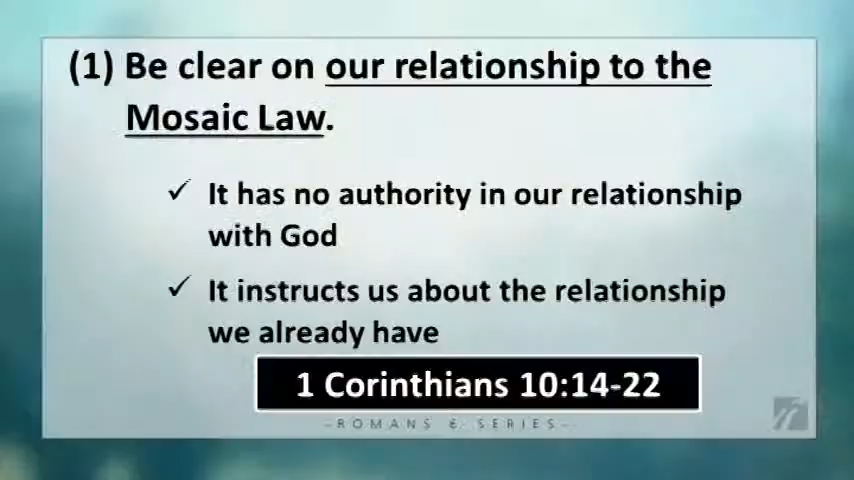 (1) Be clear on our relationship to the
Mosaic Law.
✓ It has no authority in our relationship
with God
✓ It instructs us about the relationship
we already have
1 Corinthians 10:14-22
–ROMANS 6 SERIES–